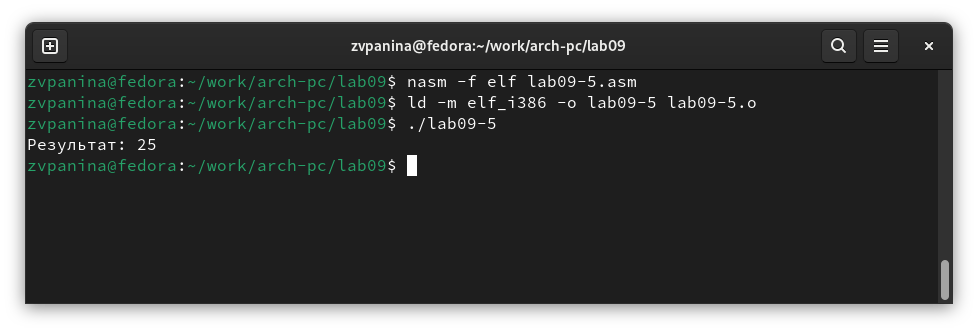 zvpanina@fedora:~/work/arch-pc/lab09
zvpanina@fedora:~/work/arch-pc/lab09$ nasm -f elf lab09-5.asm
zvpanina@fedora:~/work/arch-pc/lab09$ ld -m elf_i386 -o lab09-5 lab09-5.o
zvpanina@fedora:~/work/arch-pc/lab09$ ./lab09-5
Результат: 25
zvpanina@fedora:~/work/arch-pc/lab09$